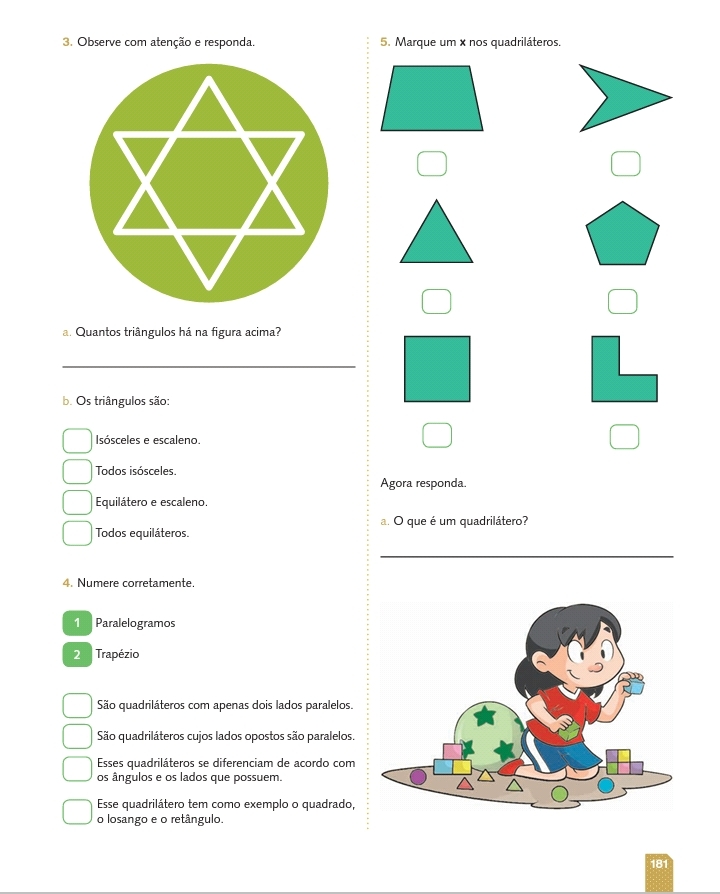 3. Observe com atenção e responda.
a. Quantos triângulos há na figura acima?
b. Os triângulos são:
Isósceles e escaleno.
Todos isósceles.
Equilátero e escaleno.
Todos equiláteros.
4. Numere corretamente.
1 Paralelogramos
2 Trapézio
São quadriláteros com apenas dois lados paralelos.
São quadriláteros cujos lados opostos são paralelos.
Esses quadriláteros se diferenciam de acordo com
os ângulos e os lados que possuem.
Esse quadrilátero tem como exemplo o quadrado,
o losango e o retângulo.
5. Marque um x nos quadriláteros.
Agora responda.
a. O que é um quadrilátero?
181